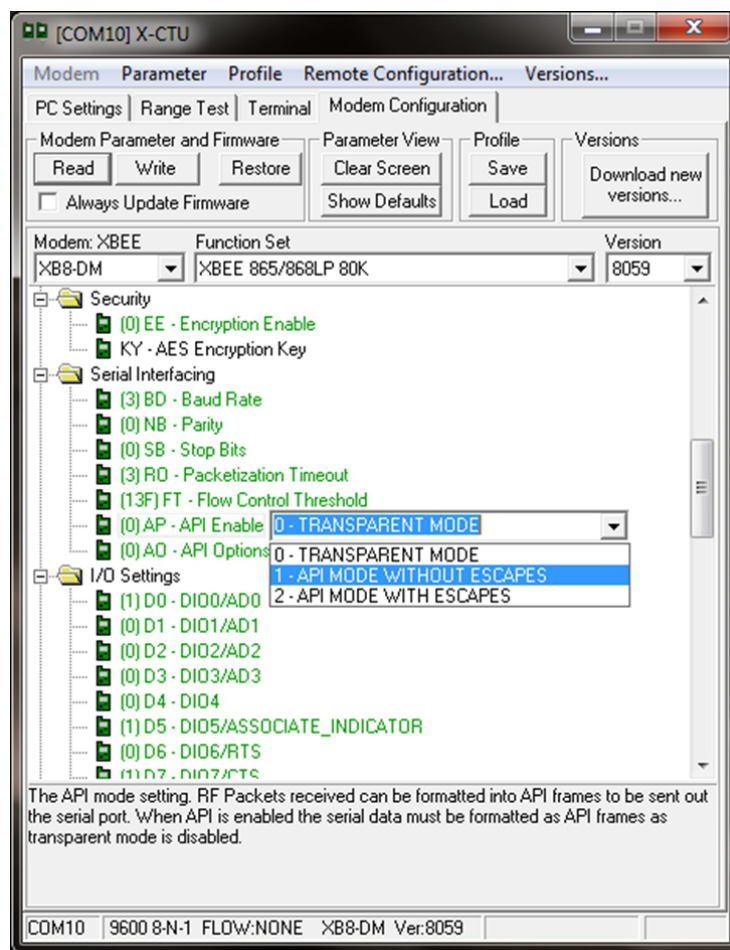 [COM10] X-CTU
Modem Parameter Profile Remote Configuration... Versions...
PC Settings Range Test Terminal Modem Configuration
Modem Parameter and Firmware Parameter View Profile Versions
Read Write Restore Clear Screen Save Download new versions...
Always Update Firmware Show Defaults Load
Modem: XBEE Function Set Version
XB8-DM XBEE 865/868LP 80K 8059
Security
(0) EE - Encryption Enable
KY - AES Encryption Key
Serial Interfacing
(3) BD - Baud Rate
(0) NB - Parity
(0) SB - Stop Bits
(3) RO - Packetization Timeout
(13F) FT - Flow Control Threshold
(0) AP - API Enable 0 - TRANSPARENT MODE
(0) AO - API Options 0 - TRANSPARENT MODE
1 - API MODE WITHOUT ESCAPES
2 - API MODE WITH ESCAPES
I/O Settings
(1) D0 - DIO0/AD0
(0) D1 - DIO1/AD1
(0) D2 - DIO2/AD2
(0) D3 - DIO3/AD3
(0) D4 - DIO4
(1) D5 - DIO5/ASSOCIATE_INDICATOR
(0) D6 - DIO6/RTS
(1) D7 - DIO7/CTS
The API mode setting. RF Packets received can be formatted into API frames to be sent out
the serial port. When API is enabled the serial data must be formatted as API frames as
transparent mode is disabled.
COM10 9600 8-N-1 FLOW:NONE XB8-DM Ver:8059